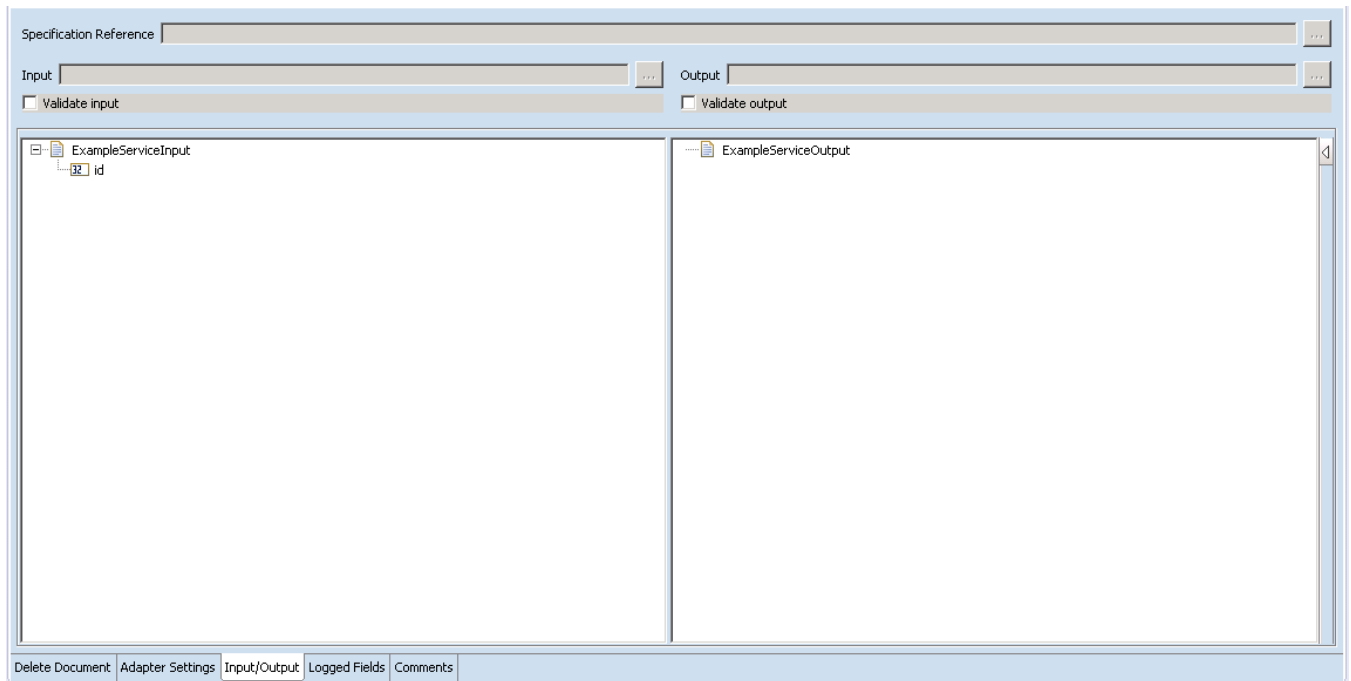 Specification Reference ...
Input ... Output ...
Validate input Validate output
ExampleServiceInput ExampleServiceOutput
32 id
Delete Document Adapter Settings Input/Output Logged Fields Comments